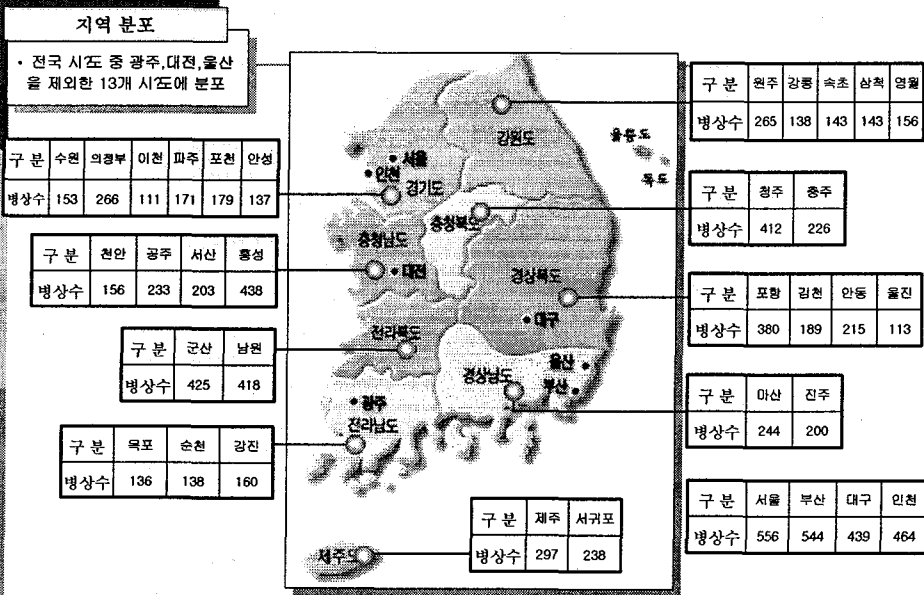 지역 분포
• 전국 시·도 중 광주,대전,울산
을 제외한 13개 시·도에 분포
구 분 수원 의정부 이천 파주 포천 안성
병상수 153 266 111 171 179 137
구 분 천안 공주 서산 홍성
병상수 156 233 203 438
구 분 군산 남원
병상수 425 418
구 분 목포 순천 강진
병상수 136 138 160
강원도
울릉도
독도
서울
인천
경기도
충청북도
충청남도
대전
경상북도
대구
전라북도
울산
경상남도
부산
광주
전라남도
제주도
구 분 제주 서귀포
병상수 297 238
구 분 원주 강릉 속초 삼척 영월
병상수 265 138 143 143 156
구 분 청주 충주
병상수 412 226
구 분 포항 김천 안동 울진
병상수 380 189 215 113
구 분 마산 진주
병상수 244 200
구 분 서울 부산 대구 인천
병상수 556 544 439 464